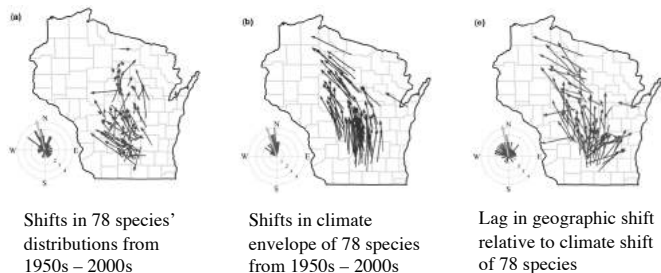 (a)
(b)
(c)
N
W
E
S
N
W
E
S
N
W
E
S
Shifts in 78 species’
distributions from
1950s – 2000s
Shifts in climate
envelope of 78 species
from 1950s – 2000s
Lag in geographic shift
relative to climate shift
of 78 species